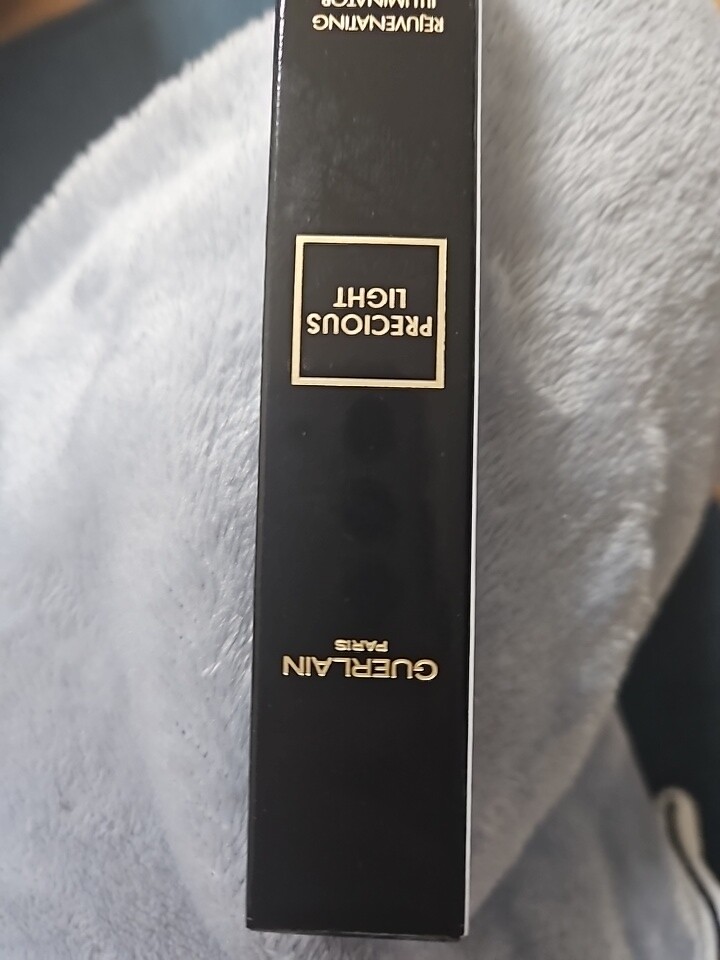 GUERLAIN
PARIS
PRECIOUS
LIGHT
REJUVENATING
ILLUMINATOR